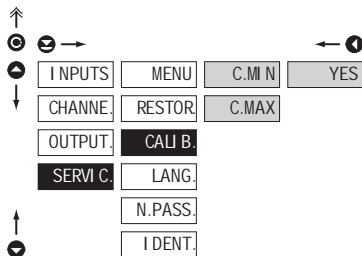 INPUTS MENU C.MIN YES
CHANNE. RESTOR. C.MAX
OUTPUT. CALIB.
SERVIC. LANG.
N.PASS.
IDENT.